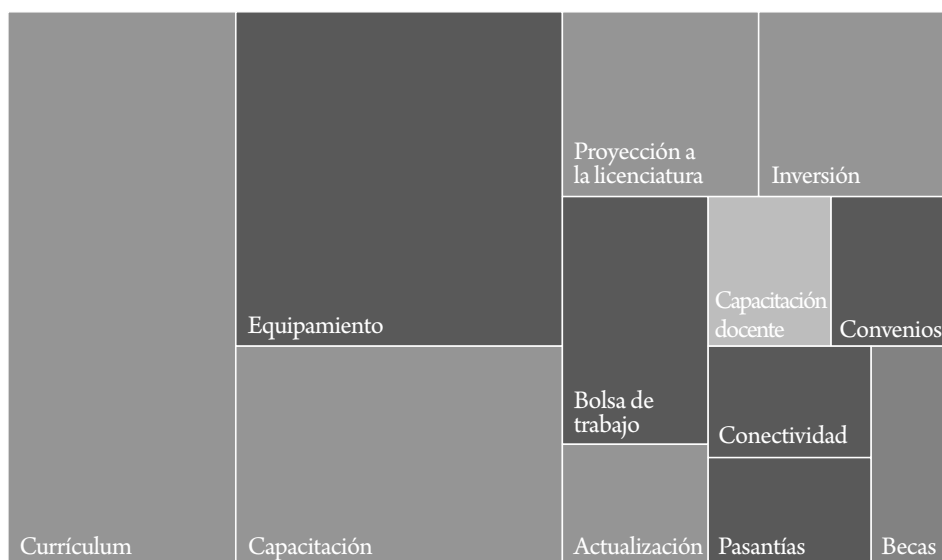 Proyección a
la licenciatura
Inversión
Equipamiento
Capacitación
docente
Convenios
Bolsa de
trabajo
Conectividad
Currículum
Capacitación
Actualización
Pasantías
Becas